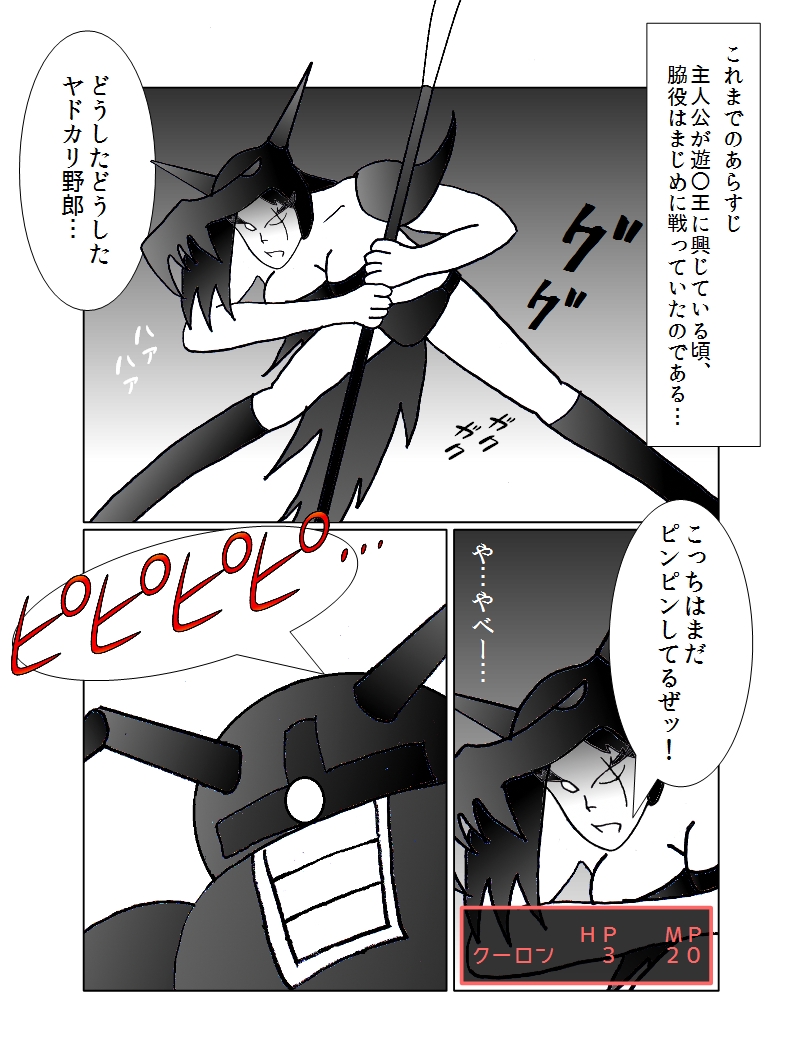 これまでのあらすじ
主人公が遊〇王に興じている頃、
脇役はまじめに戦っていたのである…
どうしたどうした
ヤドカリ野郎…
ググ
ハァ
ハァ
ガク
ガク
こっちはまだ
ピンピンしてるぜッ！
や…やべー……
ピピピピ…
ＨＰ ＭＰ
クーロン ３ ２０